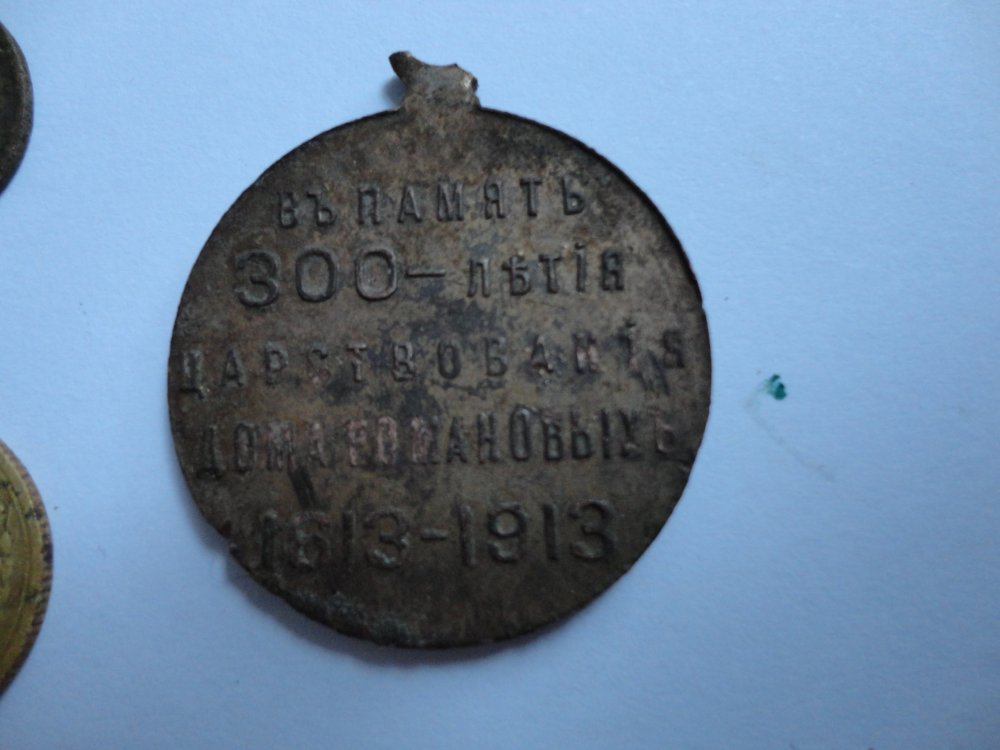 ВЪ ПАМЯТЬ
300-ЛѢТІЯ
ЦАРСТВОВАНІЯ
ДОМА РОМАНОВЫХЪ
1613-1913